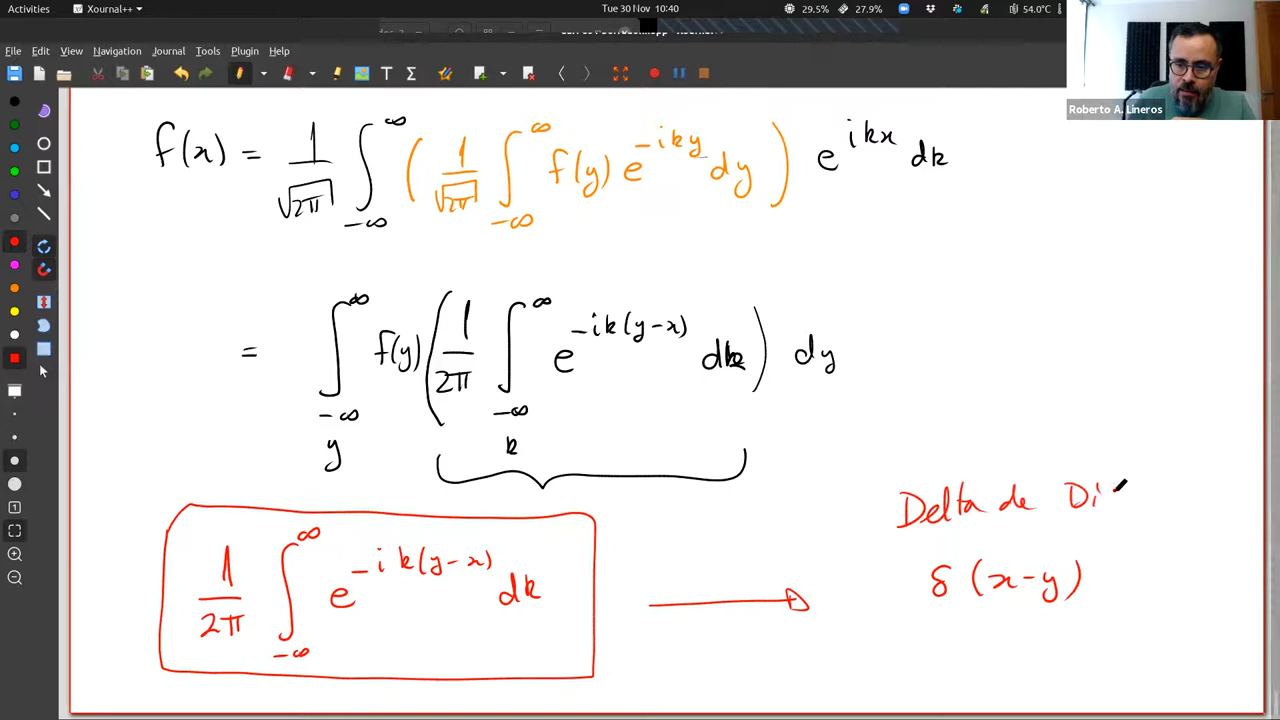 Activities Xournal++ Tue 30 Nov 10:40 29.5% 27.9% 54.0°C
File Edit View Navigation Journal Tools Plugin Help
Roberto A. Lineros
f(x) = 1/√2π ∫_{-∞}^{∞} ( 1/√2π ∫_{-∞}^{∞} f(y) e^{-iky} dy ) e^{ikx} dk
= ∫_{-∞}^{∞} f(y) ( 1/2π ∫_{-∞}^{∞} e^{-ik(y-x)} dk ) dy
y k
Delta de Di
1/2π ∫_{-∞}^{∞} e^{-ik(y-x)} dk → δ(x-y)